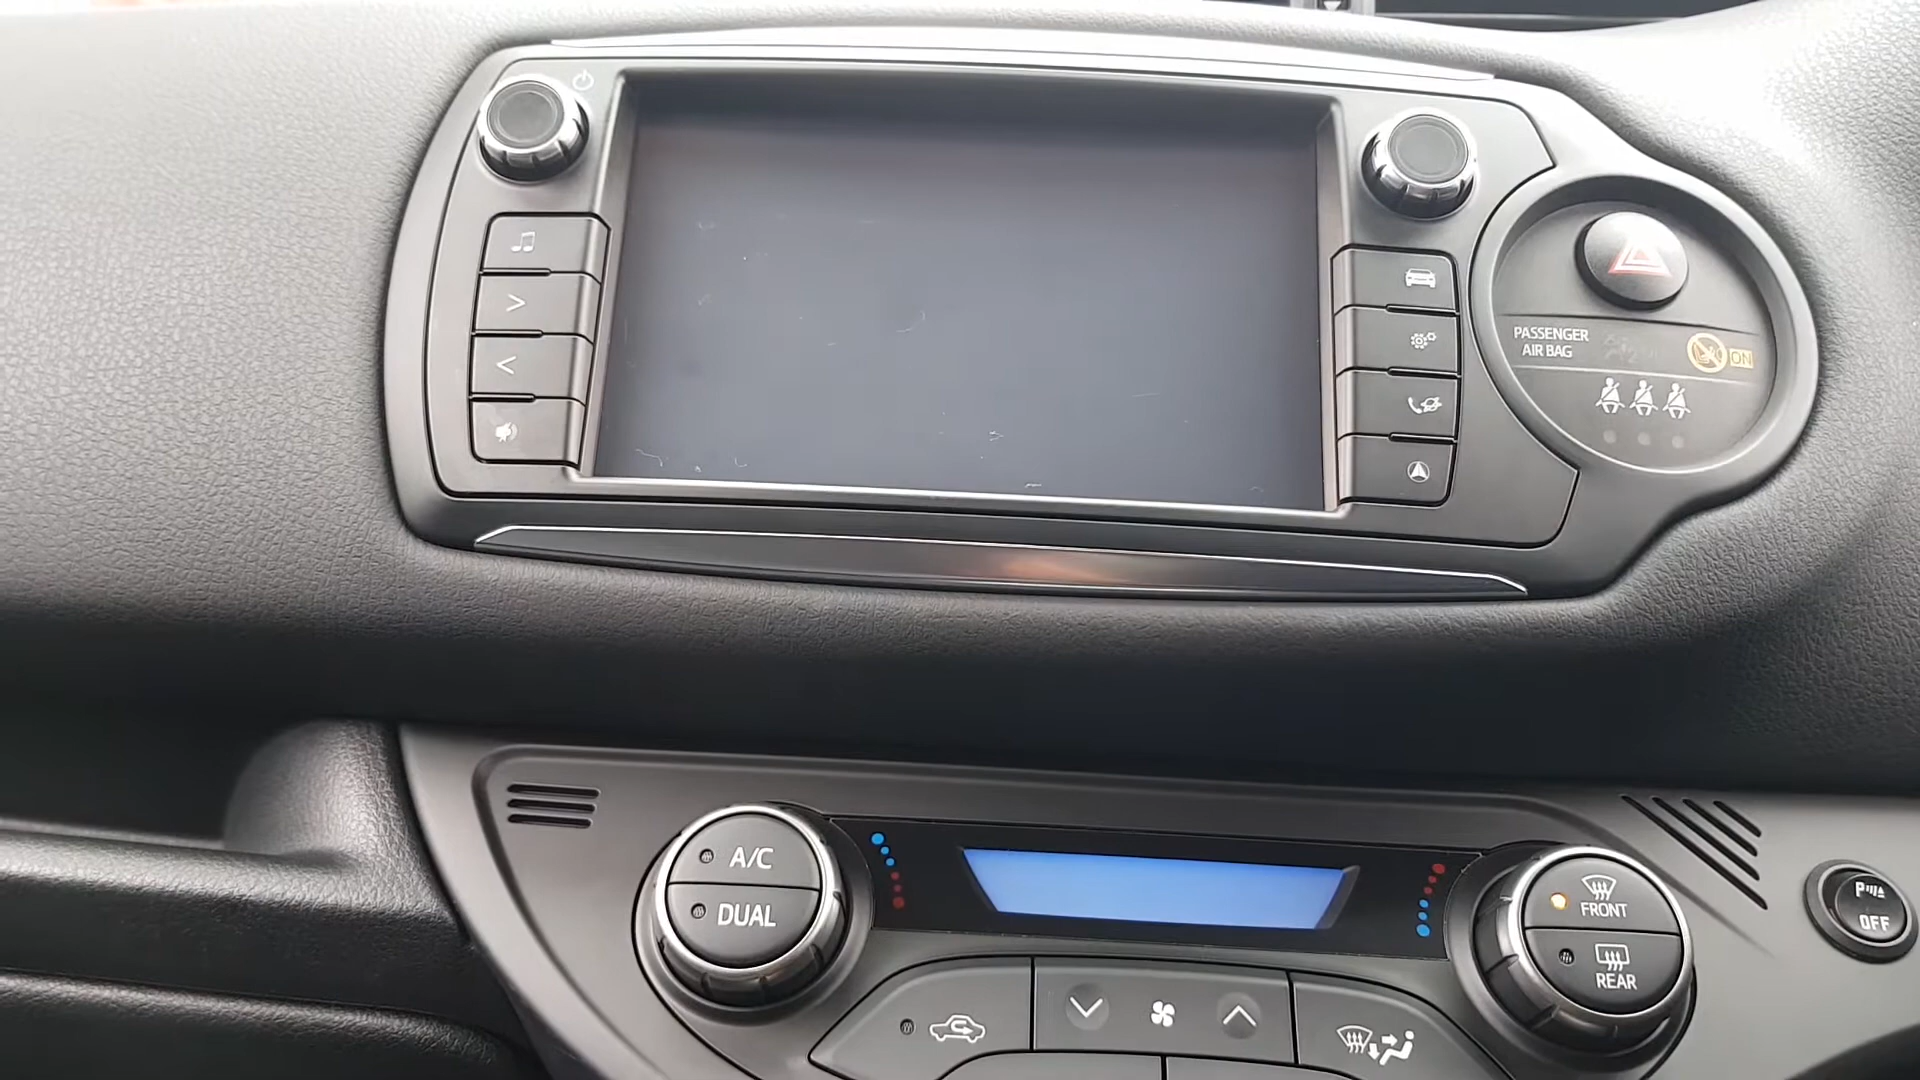 PASSENGER
AIR BAG
ON
A/C
DUAL
FRONT
REAR
P
OFF